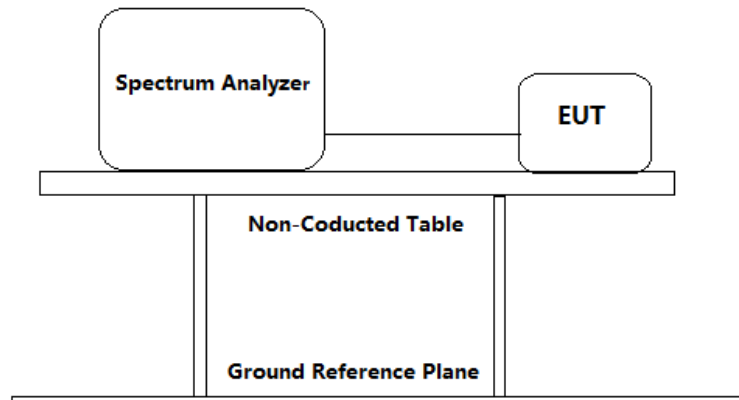 Spectrum Analyzer
EUT
Non-Coducted Table
Ground Reference Plane